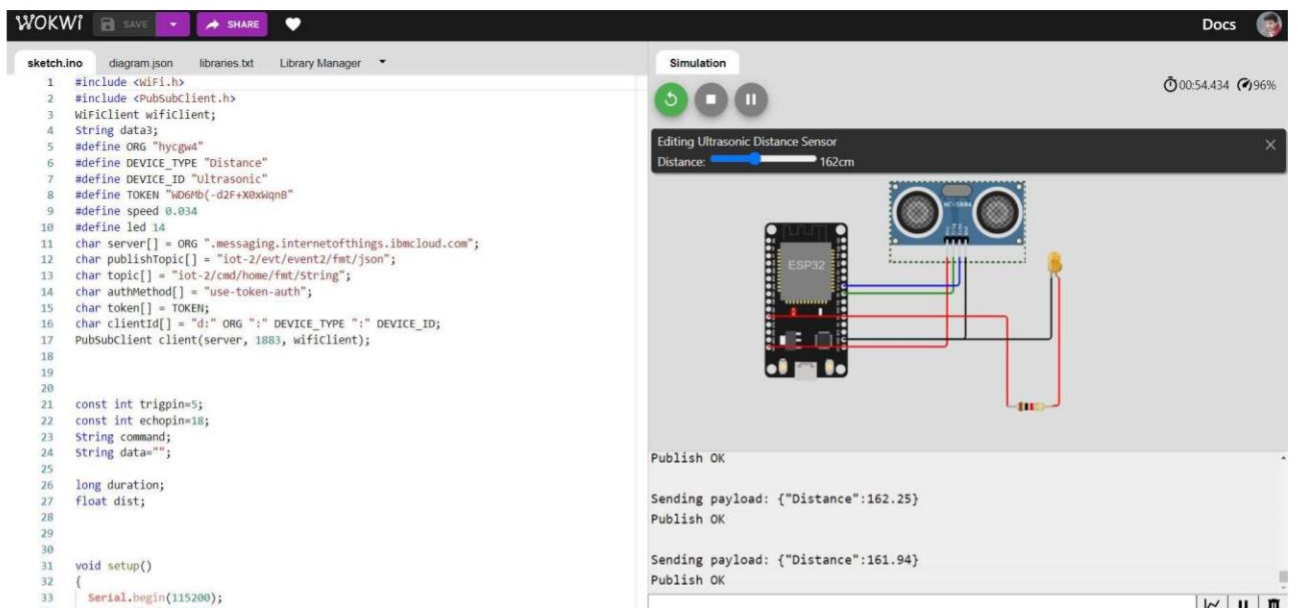 WOKWI SAVE SHARE Docs
sketch.ino diagram.json libraries.txt Library Manager
1 #include <WiFi.h>
2 #include <PubSubClient.h>
3 WiFiClient wifiClient;
4 String data3;
5 #define ORG "hycgw4"
6 #define DEVICE_TYPE "Distance"
7 #define DEVICE_ID "Ultrasonic"
8 #define TOKEN "WD6Mb(-d2F+X0xWqnB"
9 #define speed 0.034
10 #define led 14
11 char server[] = ORG ".messaging.internetofthings.ibmcloud.com";
12 char publishTopic[] = "iot-2/evt/event2/fmt/json";
13 char topic[] = "iot-2/cmd/home/fmt/String";
14 char authMethod[] = "use-token-auth";
15 char token[] = TOKEN;
16 char clientId[] = "d:" ORG ":" DEVICE_TYPE ":" DEVICE_ID;
17 PubSubClient client(server, 1883, wifiClient);
18
19
20
21 const int trigpin=5;
22 const int echopin=18;
23 String command;
24 String data="";
25
26 long duration;
27 float dist;
28
29
30
31 void setup()
32 {
33 Serial.begin(115200);
Simulation
00:54.434 96%
Editing Ultrasonic Distance Sensor
Distance: 162cm
HC-SR04
ESP32
Publish OK
Sending payload: {"Distance":162.25}
Publish OK
Sending payload: {"Distance":161.94}
Publish OK